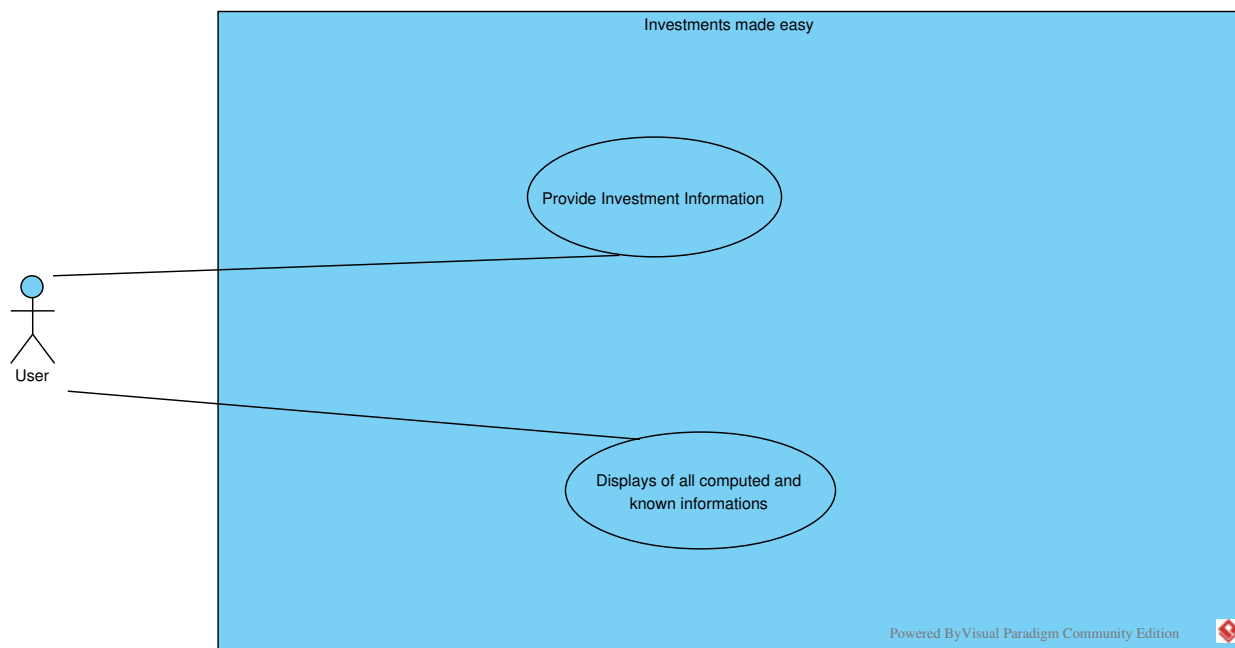 Investments made easy
Provide Investment Information
User
Displays of all computed and
known informations
Powered ByVisual Paradigm Community Edition